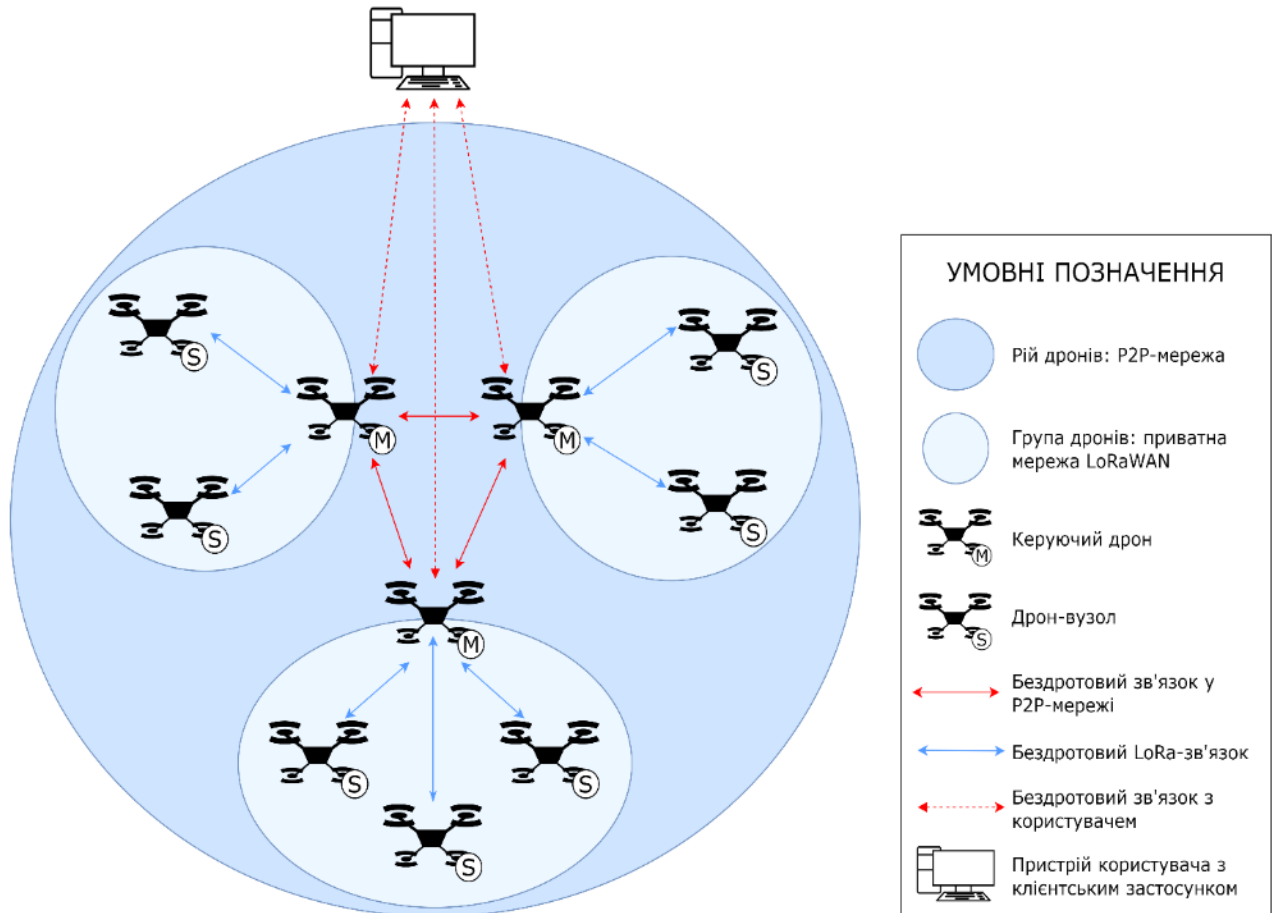 S
S
M
M
S
S
M
S
S
S
УМОВНІ ПОЗНАЧЕННЯ
Рій дронів: P2P-мережа
Група дронів: приватна
мережа LoRaWAN
M
Керуючий дрон
S
Дрон-вузол
Бездротовий зв'язок у
P2P-мережі
Бездротовий LoRa-зв'язок
Бездротовий зв'язок з
користувачем
Пристрій користувача з
клієнтським застосунком